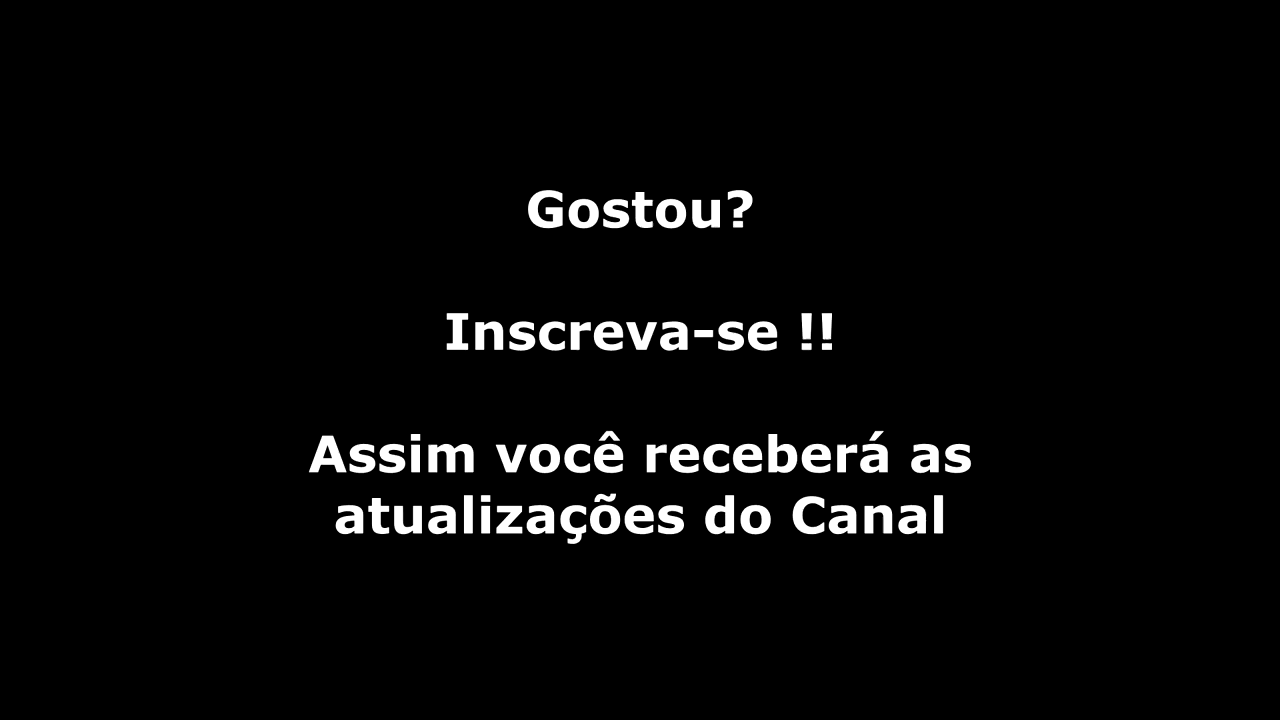 Gostou?
Inscreva-se !!
Assim você receberá as
atualizações do Canal